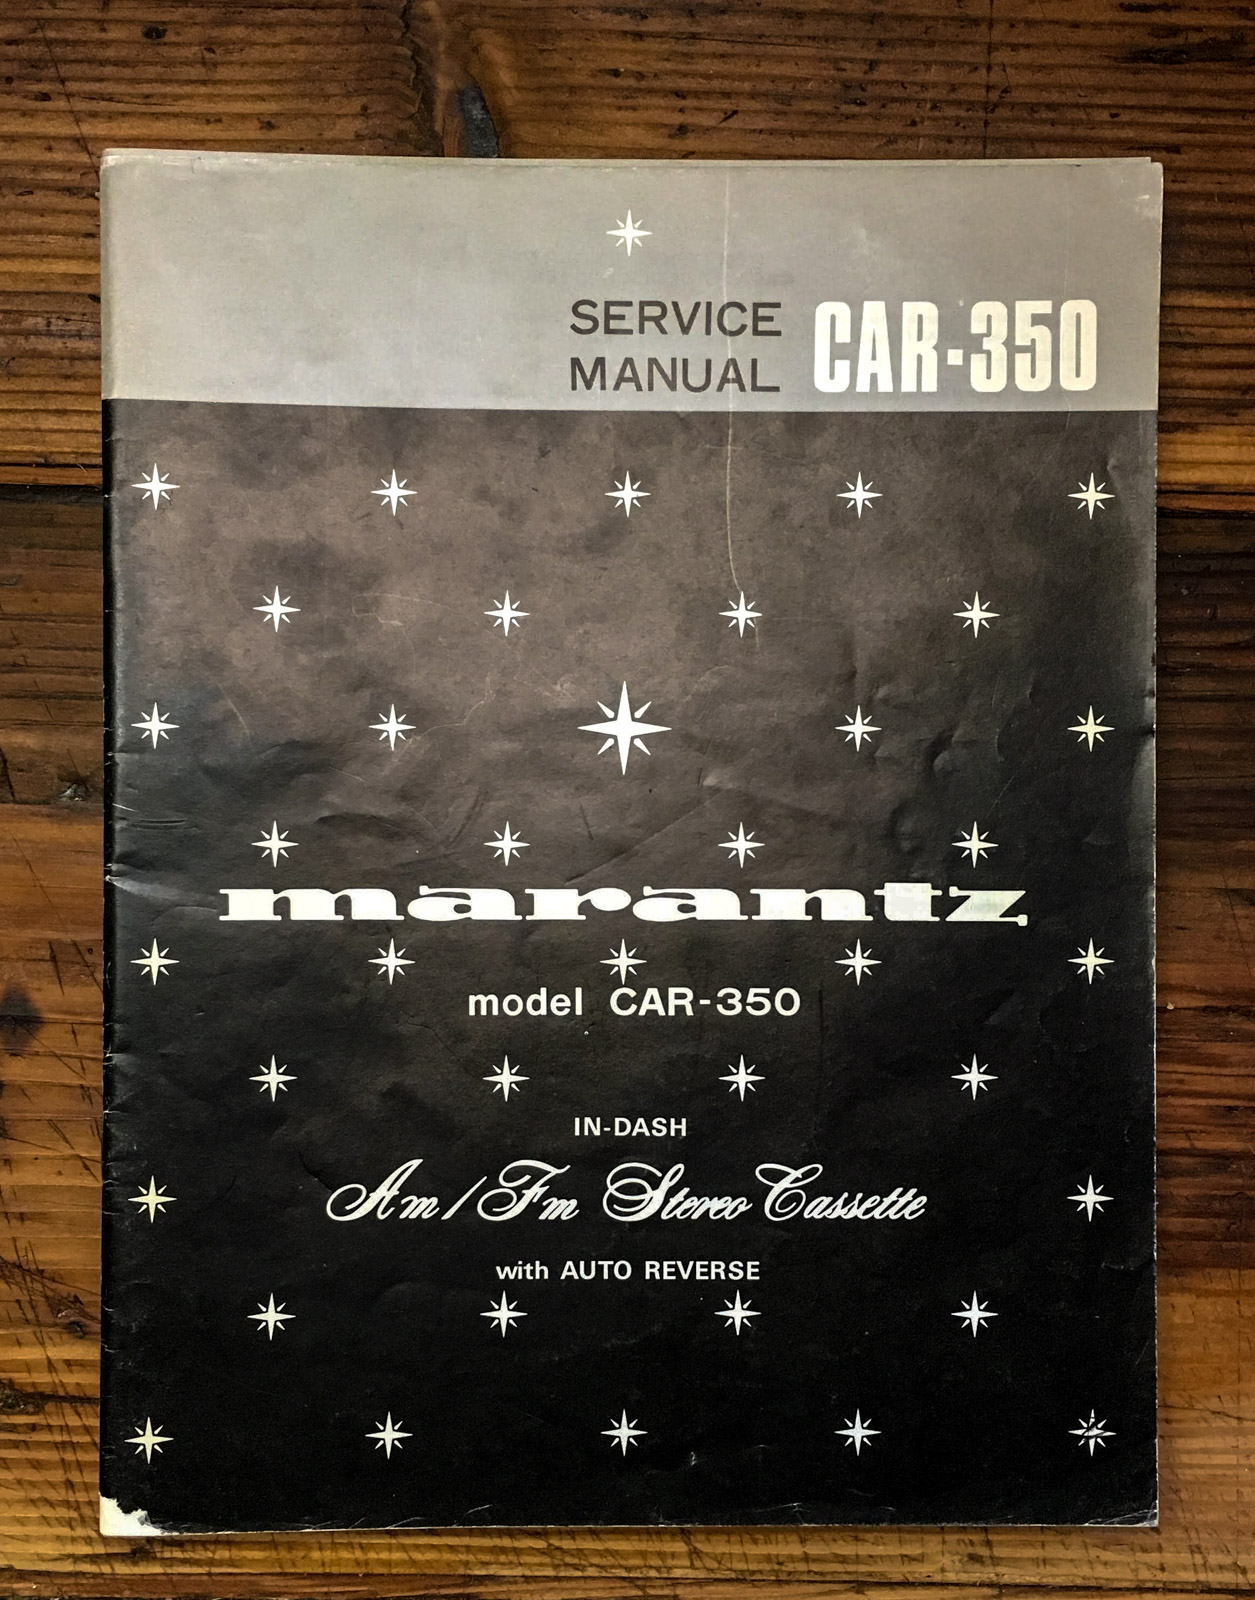 SERVICE
MANUAL CAR-350
marantz
model CAR-350
IN-DASH
Am/Fm Stereo Cassette
with AUTO REVERSE